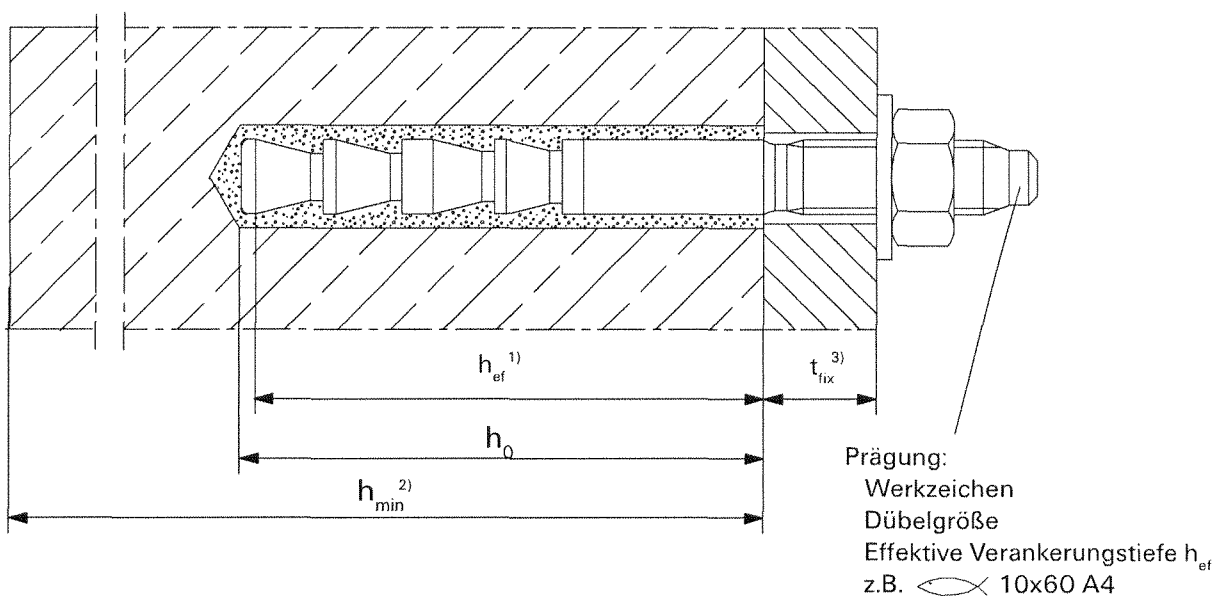 h_ef 1)
t_fix 3)
h_0
h_min 2)
Prägung:
Werkzeichen
Dübelgröße
Effektive Verankerungstiefe h_ef
z.B. 10x60 A4